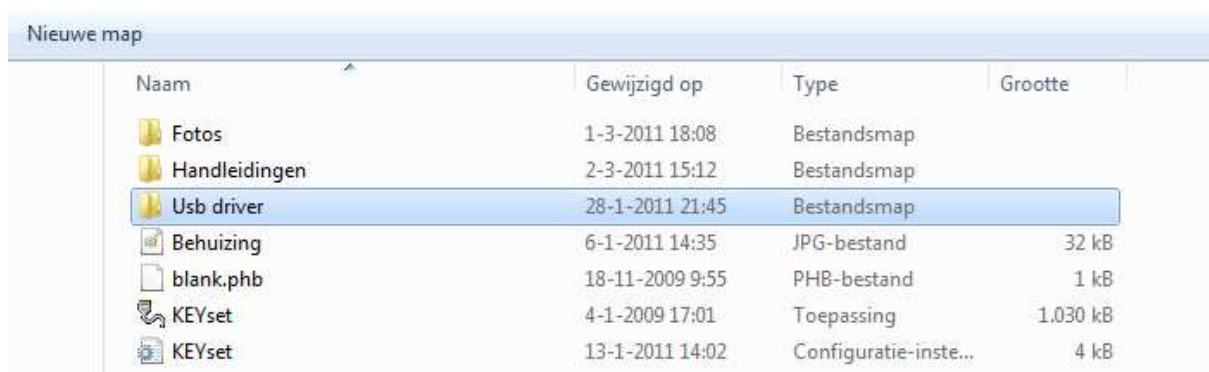 Nieuwe map
Naam Gewijzigd op Type Grootte
Fotos 1-3-2011 18:08 Bestandsmap
Handleidingen 2-3-2011 15:12 Bestandsmap
Usb driver 28-1-2011 21:45 Bestandsmap
Behuizing 6-1-2011 14:35 JPG-bestand 32 kB
blank.phb 18-11-2009 9:55 PHB-bestand 1 kB
KEYset 4-1-2009 17:01 Toepassing 1.030 kB
KEYset 13-1-2011 14:02 Configuratie-inste... 4 kB